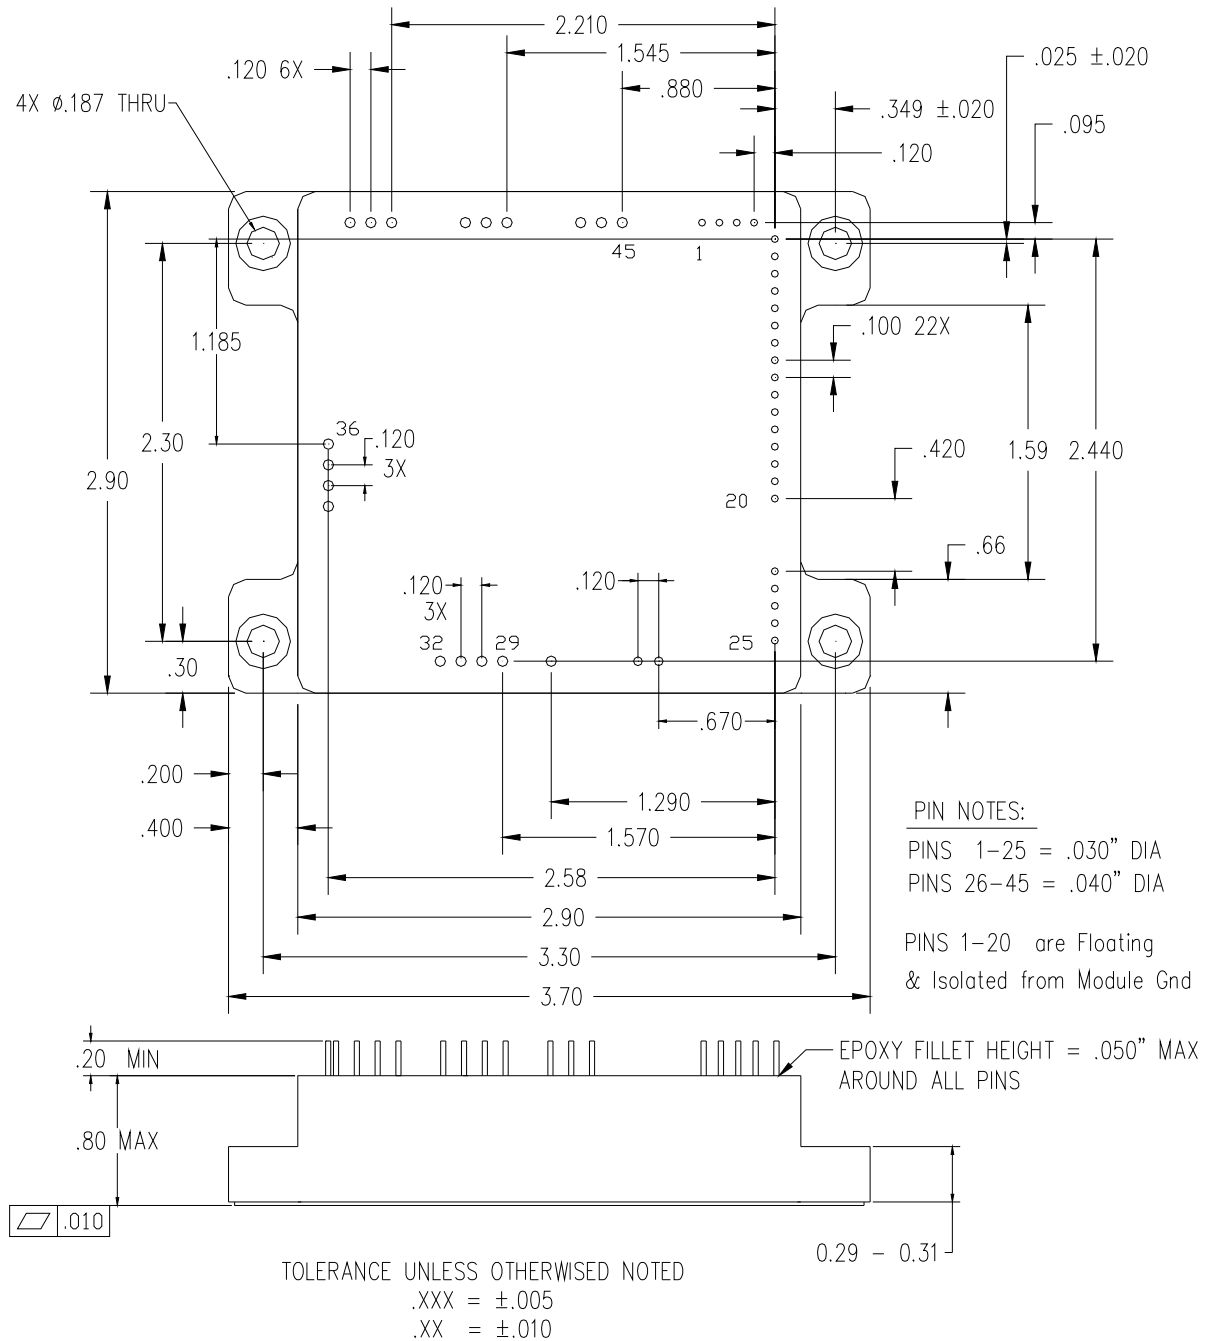 2.210
1.545
.120 6X
.025 ±.020
.880
4X ø.187 THRU
.349 ±.020
.095
.120
45
1
1.185
.100 22X
36
.120
3X
2.30
.420
1.59
2.440
2.90
20
.66
.120
3X
.120
32
29
25
.30
.670
.200
1.290
.400
1.570
2.58
2.90
3.30
3.70
PIN NOTES:
PINS 1-25 = .030" DIA
PINS 26-45 = .040" DIA
PINS 1-20 are Floating
& Isolated from Module Gnd
.20 MIN
EPOXY FILLET HEIGHT = .050" MAX
AROUND ALL PINS
.80 MAX
.010
0.29 - 0.31
TOLERANCE UNLESS OTHERWISED NOTED
.XXX = ±.005
.XX = ±.010